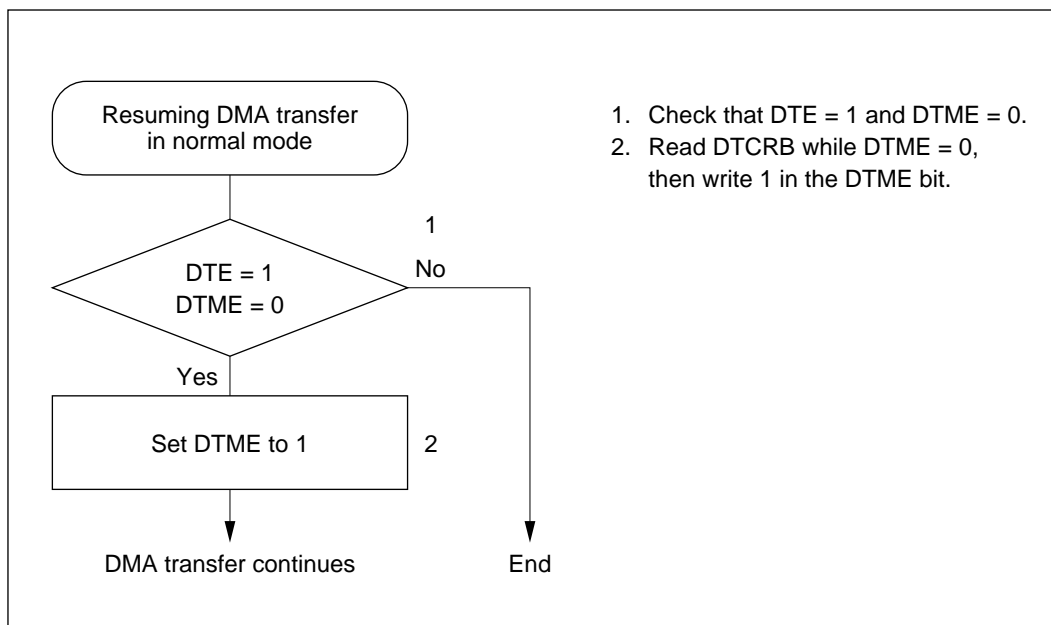 Resuming DMA transfer
in normal mode
1. Check that DTE = 1 and DTME = 0.
2. Read DTCRB while DTME = 0,
then write 1 in the DTME bit.
1
DTE = 1
DTME = 0
No
Yes
Set DTME to 1
2
DMA transfer continues
End